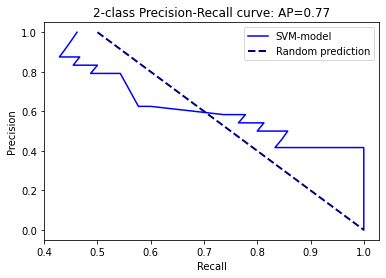 2-class Precision-Recall curve: AP=0.77
SVM-model
Random prediction
Precision
1.0
0.8
0.6
0.4
0.2
0.0
0.4 0.5 0.6 0.7 0.8 0.9 1.0
Recall